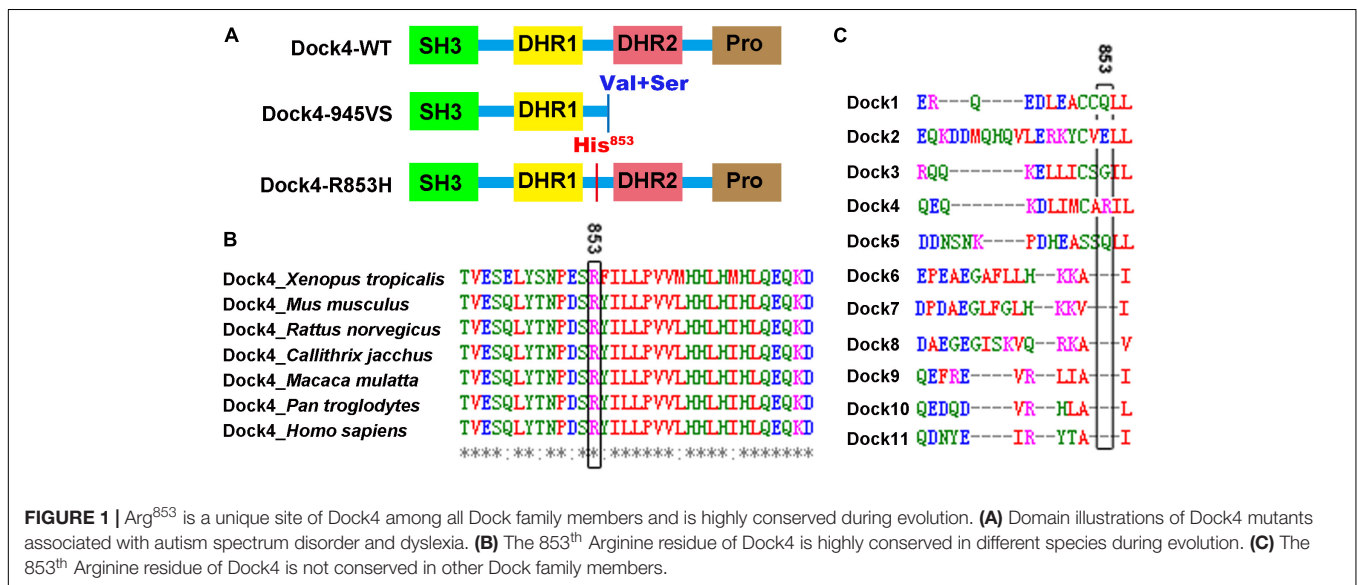 A
Dock4-WT SH3 DHR1 DHR2 Pro
Val+Ser
Dock4-945VS SH3 DHR1
His853
Dock4-R853H SH3 DHR1 DHR2 Pro
B
853
Dock4_Xenopus tropicalis TVESELYSNPESRFILLPVVMHHLHMHLQEQKD
Dock4_Mus musculus TVESQLYTNPDSRYILLPVVLHHLHIHLQEQKD
Dock4_Rattus norvegicus TVESQLYTNPDSRYILLPVVLHHLHIHLQEQKD
Dock4_Callithrix jacchus TVESQLYTNPDSRYILLPVVLHHLHIHLQEQKD
Dock4_Macaca mulatta TVESQLYTNPDSRYILLPVVLHHLHIHLQEQKD
Dock4_Pan troglodytes TVESQLYTNPDSRYILLPVVLHHLHIHLQEQKD
Dock4_Homo sapiens TVESQLYTNPDSRYILLPVVLHHLHIHLQEQKD
****:**:**:**:******:****:*******
C
853
Dock1 ER---Q----EDLEACCQLL
Dock2 EQKDDMQHQVLERKYCVELL
Dock3 RQQ-------KELLICSGIL
Dock4 QEQ-------KDLIMCARIL
Dock5 DDNSNK----PDHEASSQLL
Dock6 EPEAEGAFLLH--KKA---I
Dock7 DPDAEGLFGLH--KKV---I
Dock8 DAEGEGISKVQ--RKA---V
Dock9 QEFRE----VR--LIA---I
Dock10 QEDQD----VR--HLA---L
Dock11 QDNYE----IR--YTA---I
FIGURE 1 | Arg853 is a unique site of Dock4 among all Dock family members and is highly conserved during evolution. (A) Domain illustrations of Dock4 mutants
associated with autism spectrum disorder and dyslexia. (B) The 853th Arginine residue of Dock4 is highly conserved in different species during evolution. (C) The
853th Arginine residue of Dock4 is not conserved in other Dock family members.